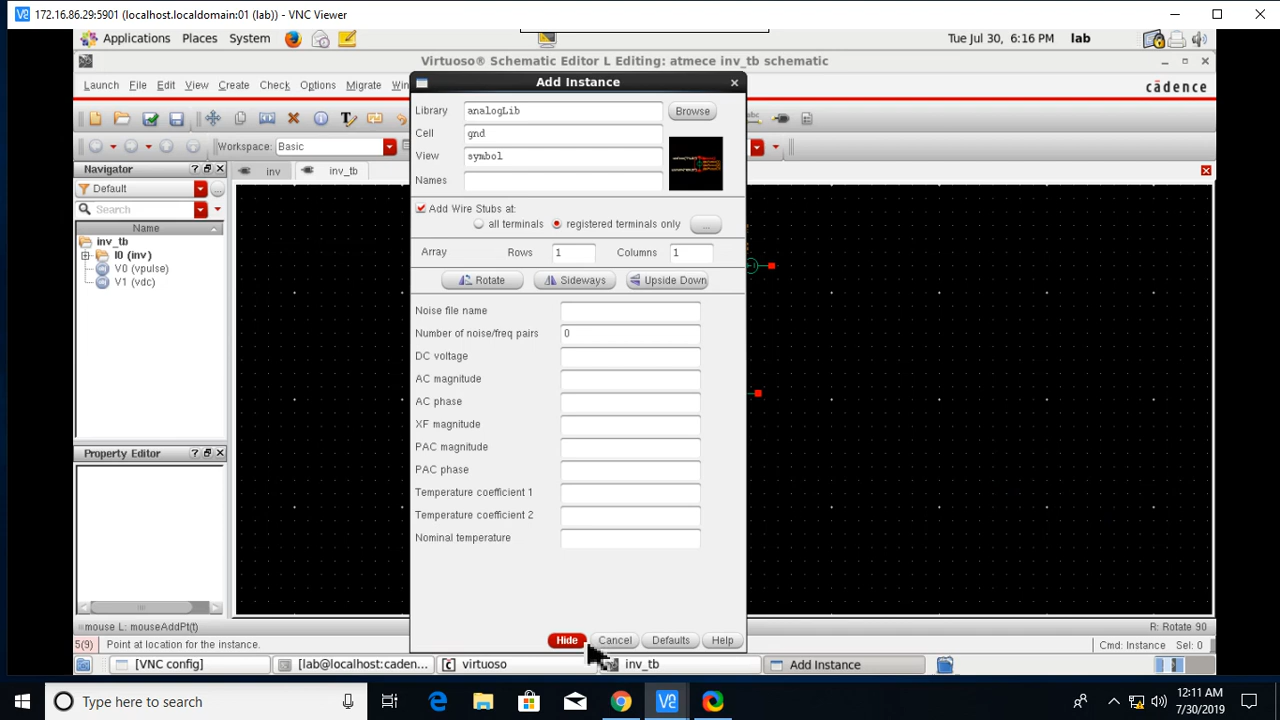 172.16.86.29:5901 (localhost.localdomain:01 (lab)) - VNC Viewer
Applications Places System Tue Jul 30, 6:16 PM lab
Virtuoso® Schematic Editor L Editing: atmece inv_tb schematic
Launch File Edit View Create Check Options Migrate Win
cādence
Add Instance
Library analogLib Browse
Cell gnd
View symbol
Names
Add Wire Stubs at:
all terminals registered terminals only ...
Array Rows 1 Columns 1
Rotate Sideways Upside Down
Noise file name
Number of noise/freq pairs 0
DC voltage
AC magnitude
AC phase
XF magnitude
PAC magnitude
PAC phase
Temperature coefficient 1
Temperature coefficient 2
Nominal temperature
Hide Cancel Defaults Help
Workspace: Basic
Navigator
inv inv_tb
Default
Search
Name
inv_tb
I0 (inv)
V0 (vpulse)
V1 (vdc)
Property Editor
mouse L: mouseAddPt(t) R: Rotate 90
5(9) Point at location for the instance. Cmd: Instance Sel: 0
[VNC config] [lab@localhost:caden... virtuoso inv_tb Add Instance
Type here to search
12:11 AM
7/30/2019